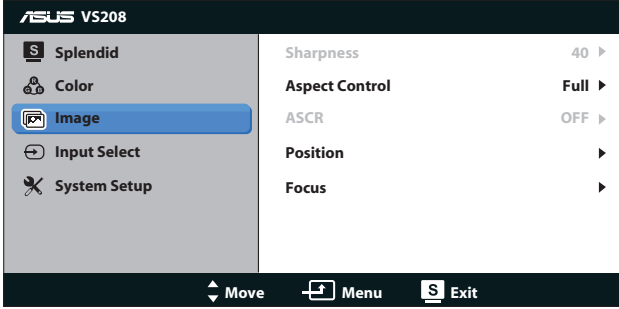 ASUS VS208
S Splendid
R G B Color
Image
Input Select
System Setup
Sharpness 40
Aspect Control Full
ASCR OFF
Position
Focus
Move Menu S Exit